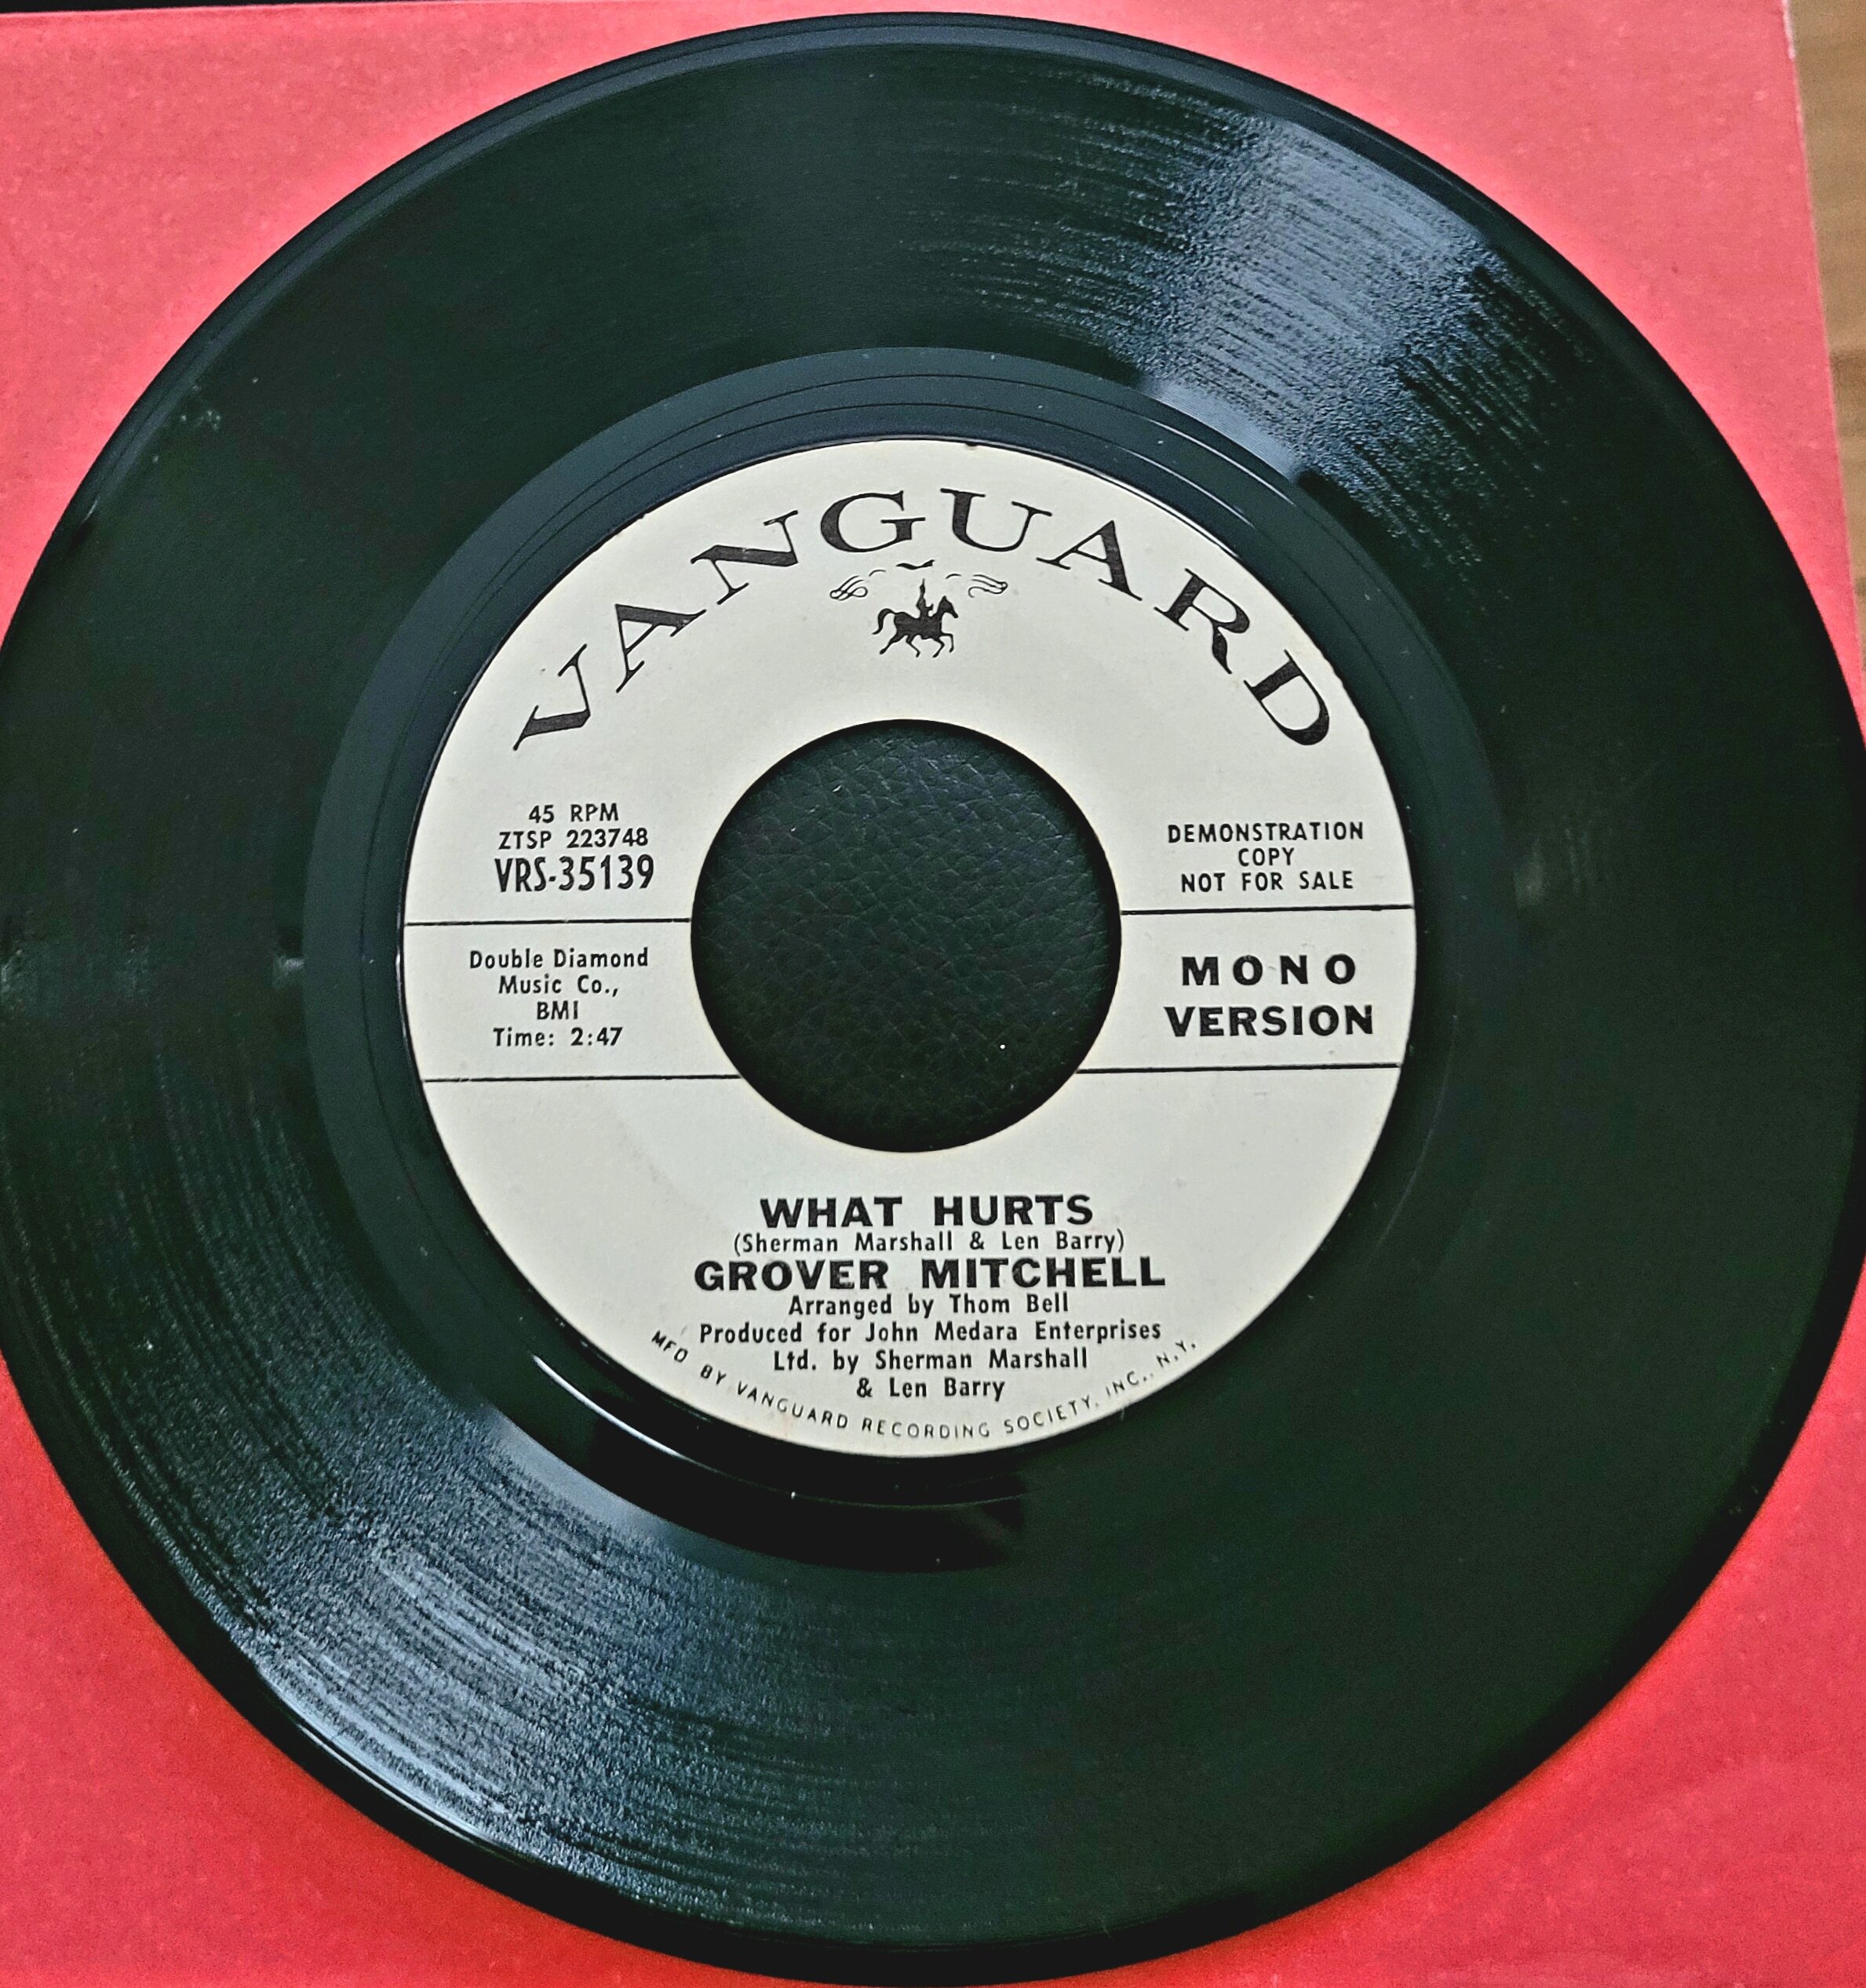 VANGUARD
45 RPM
ZTSP 223748
VRS-35139
DEMONSTRATION
COPY
NOT FOR SALE
Double Diamond
Music Co.,
BMI
Time: 2:47
MONO
VERSION
WHAT HURTS
(Sherman Marshall & Len Barry)
GROVER MITCHELL
Arranged by Thom Bell
Produced for John Medara Enterprises
Ltd. by Sherman Marshall
& Len Barry
MFD BY VANGUARD RECORDING SOCIETY, INC., N.Y.